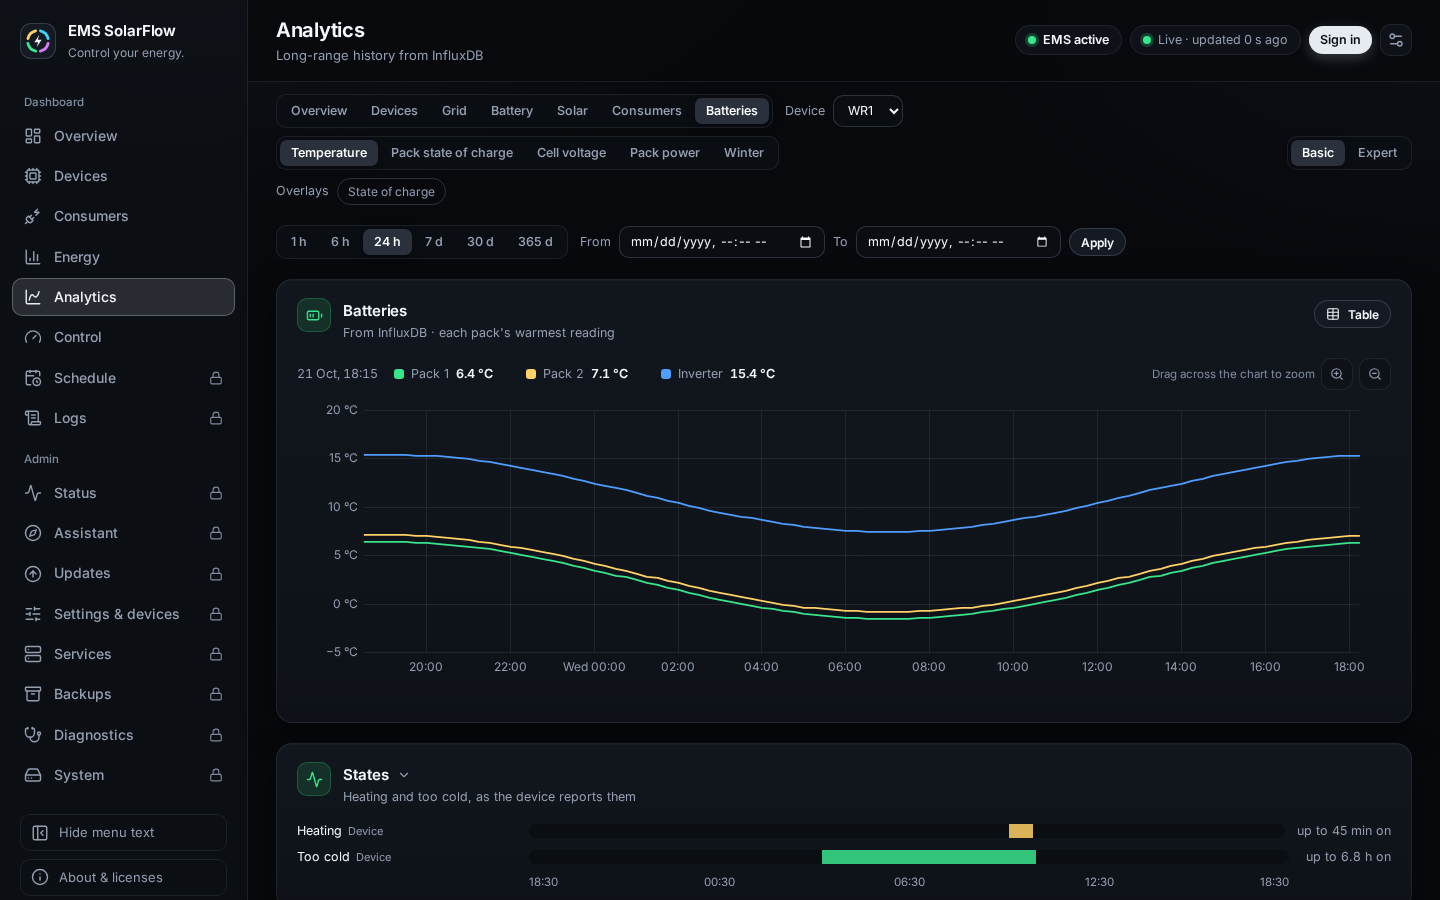 EMS SolarFlow
Control your energy.
Dashboard
Overview
Devices
Consumers
Energy
Analytics
Control
Schedule
Logs
Admin
Status
Assistant
Updates
Settings & devices
Services
Backups
Diagnostics
System
Hide menu text
About & licenses
Analytics
Long-range history from InfluxDB
EMS active
Live · updated 0 s ago
Sign in
Overview Devices Grid Battery Solar Consumers Batteries Device WR1
Temperature Pack state of charge Cell voltage Pack power Winter
Basic Expert
Overlays State of charge
1 h 6 h 24 h 7 d 30 d 365 d From mm/dd/yyyy, --:-- -- To mm/dd/yyyy, --:-- -- Apply
Batteries
From InfluxDB · each pack's warmest reading
Table
21 Oct, 18:15 Pack 1 6.4 °C Pack 2 7.1 °C Inverter 15.4 °C
Drag across the chart to zoom
20 °C
15 °C
10 °C
5 °C
0 °C
−5 °C
20:00 22:00 Wed 00:00 02:00 04:00 06:00 08:00 10:00 12:00 14:00 16:00 18:00
States
Heating and too cold, as the device reports them
Heating Device up to 45 min on
Too cold Device up to 6.8 h on
18:30 00:30 06:30 12:30 18:30